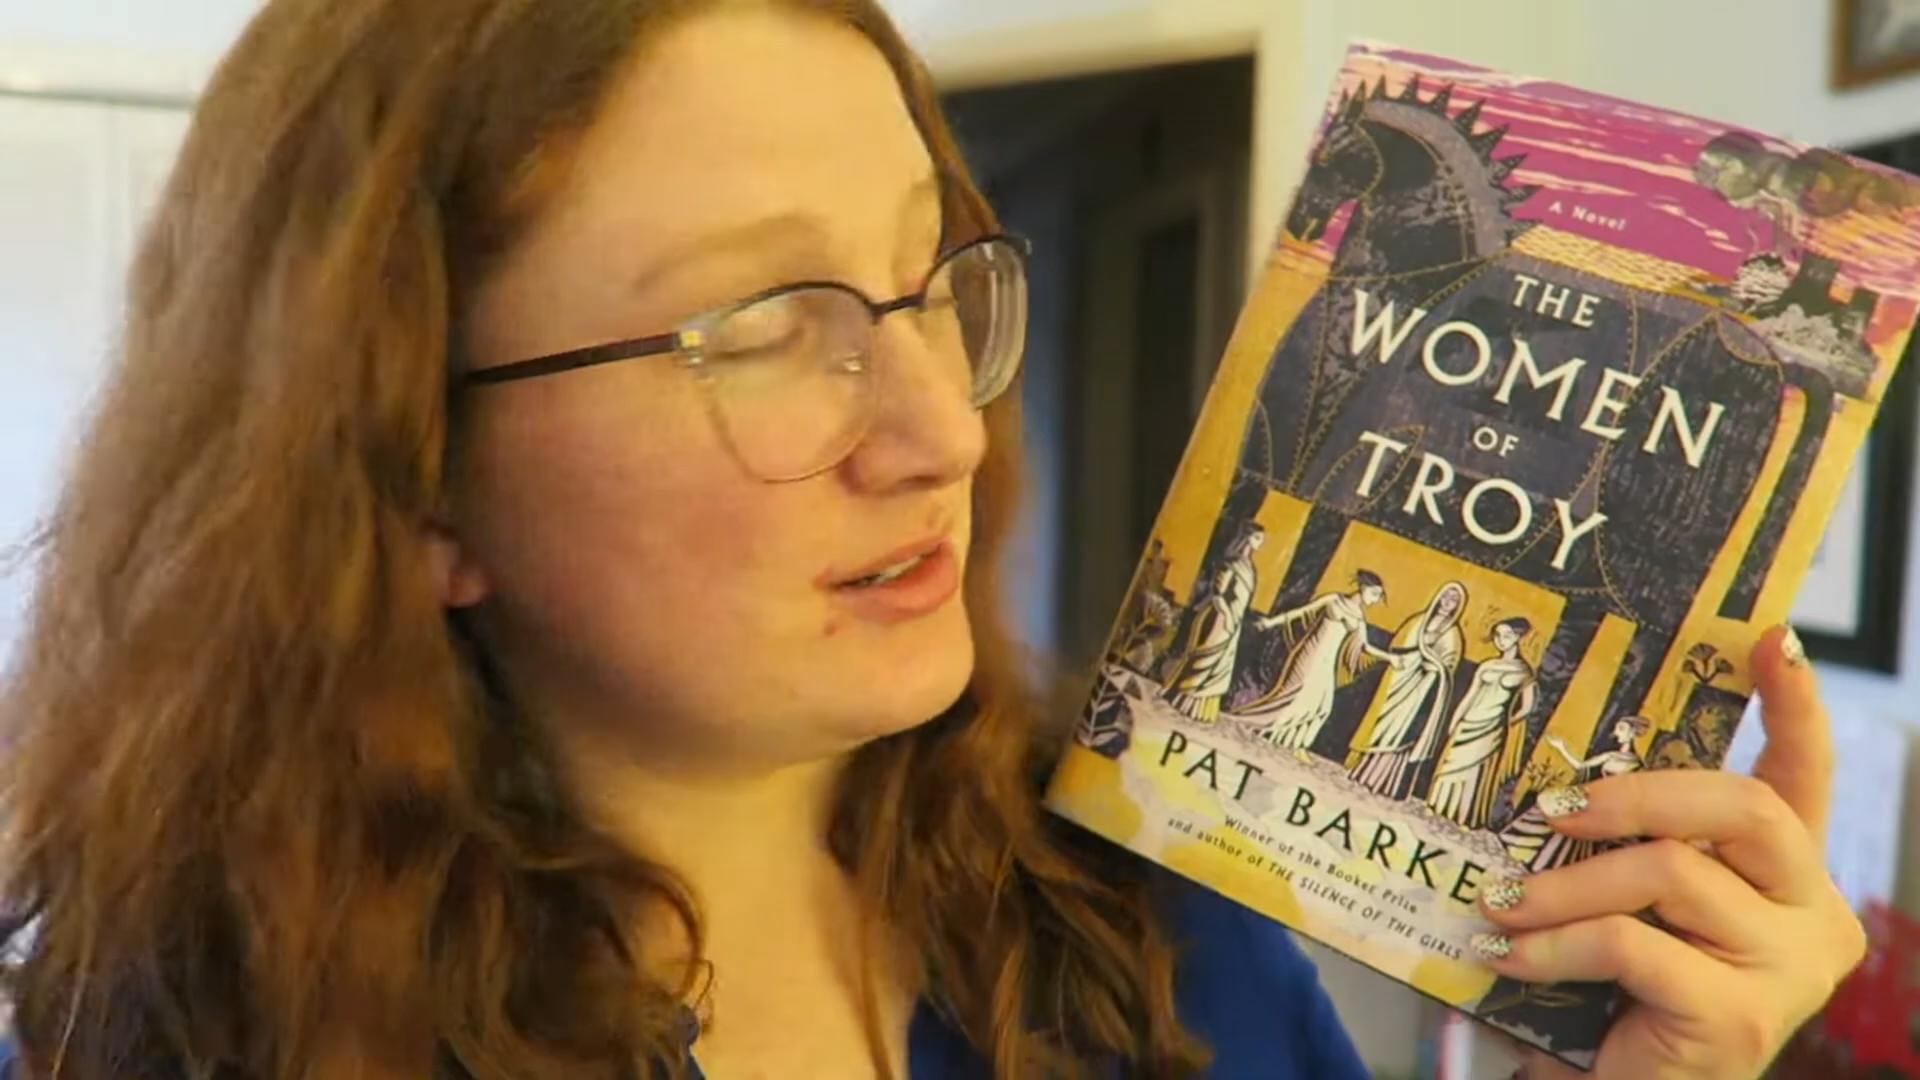 A Novel
THE
WOMEN
OF
TROY
PAT BARKE
Winner of the Booker Prize
and author of THE SILENCE OF THE GIRLS